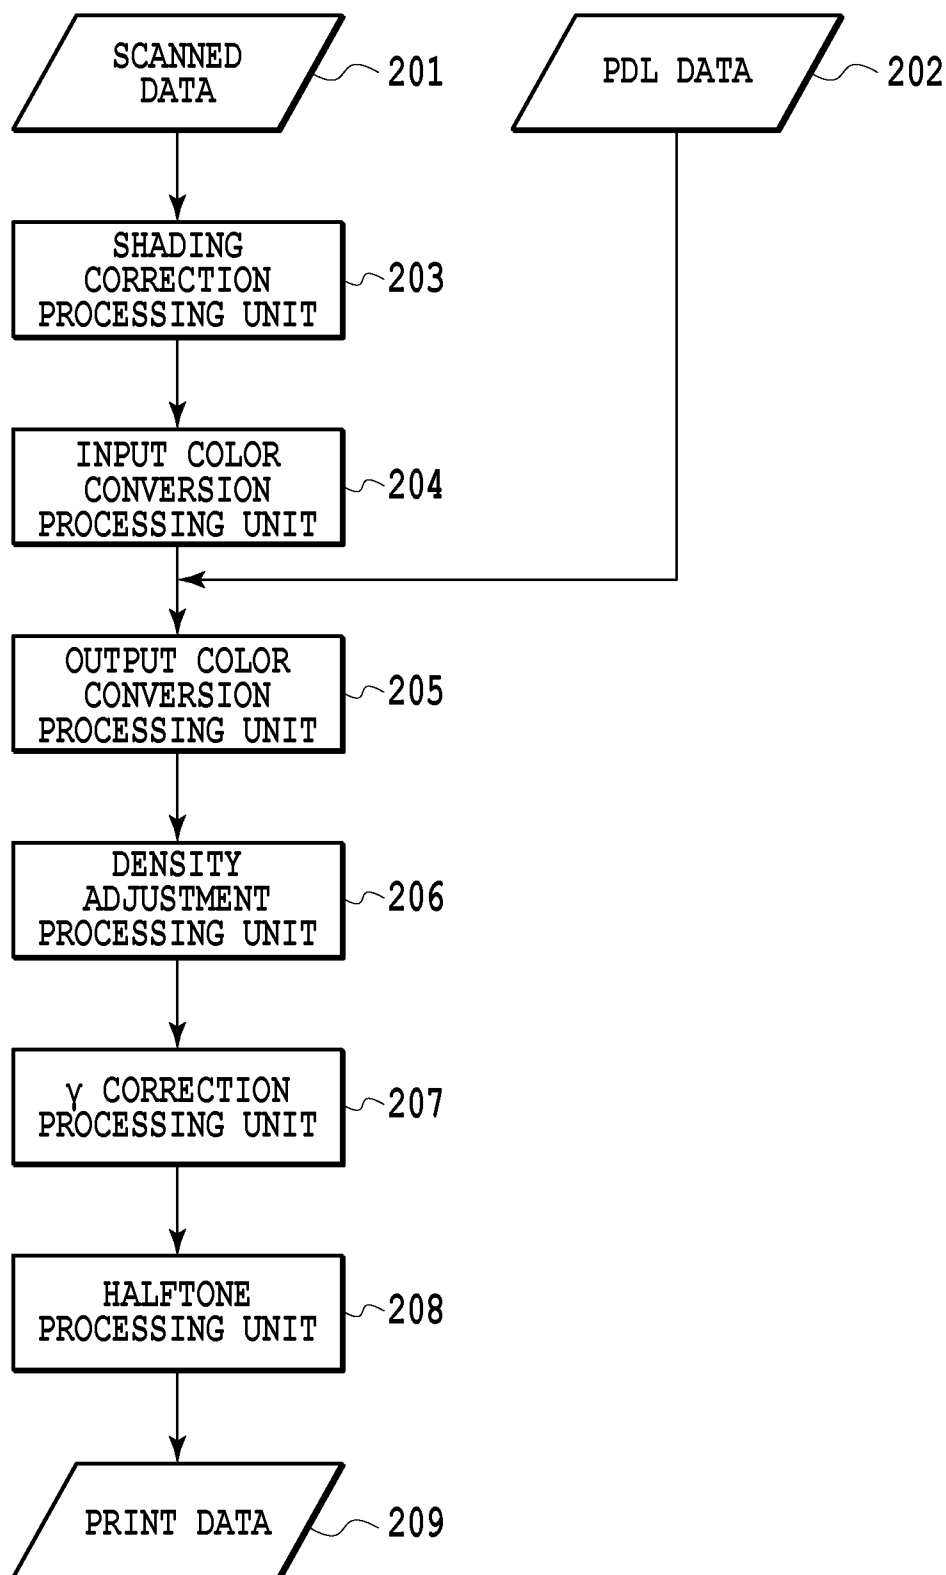 SCANNED
DATA
201
PDL DATA
202
SHADING
CORRECTION
PROCESSING UNIT
203
INPUT COLOR
CONVERSION
PROCESSING UNIT
204
OUTPUT COLOR
CONVERSION
PROCESSING UNIT
205
DENSITY
ADJUSTMENT
PROCESSING UNIT
206
γ CORRECTION
PROCESSING UNIT
207
HALFTONE
PROCESSING UNIT
208
PRINT DATA
209